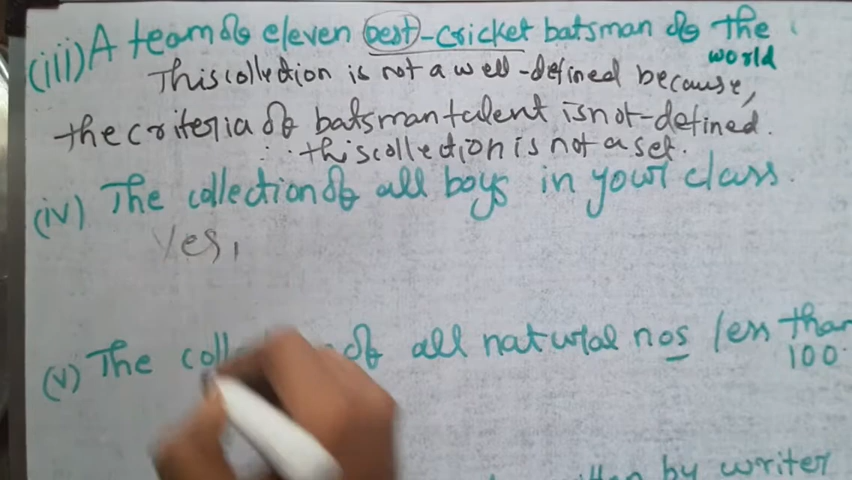 (iii) A team of eleven best-cricket batsman of the
world
This collection is not a well-defined because,
the criteria of batsman talent is not-defined.
∴ this collection is not a set.
(iv) The collection of all boys in your class.
Yes,
(v) The of all natural nos less than
100.
by writer